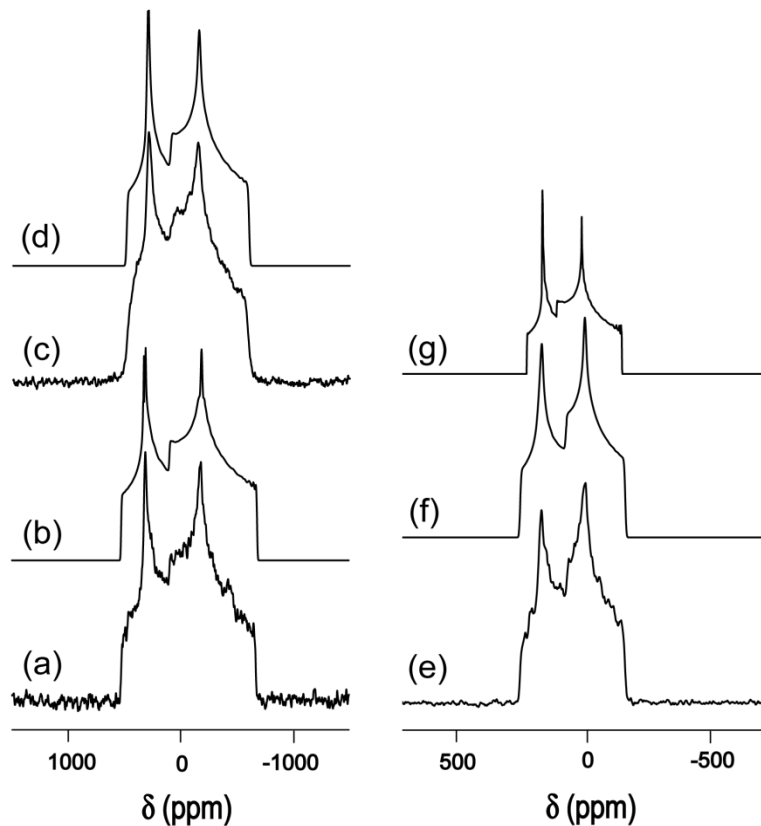 (d)
(c)
(b)
(a)
1000 0 -1000
δ (ppm)
(g)
(f)
(e)
500 0 -500
δ (ppm)